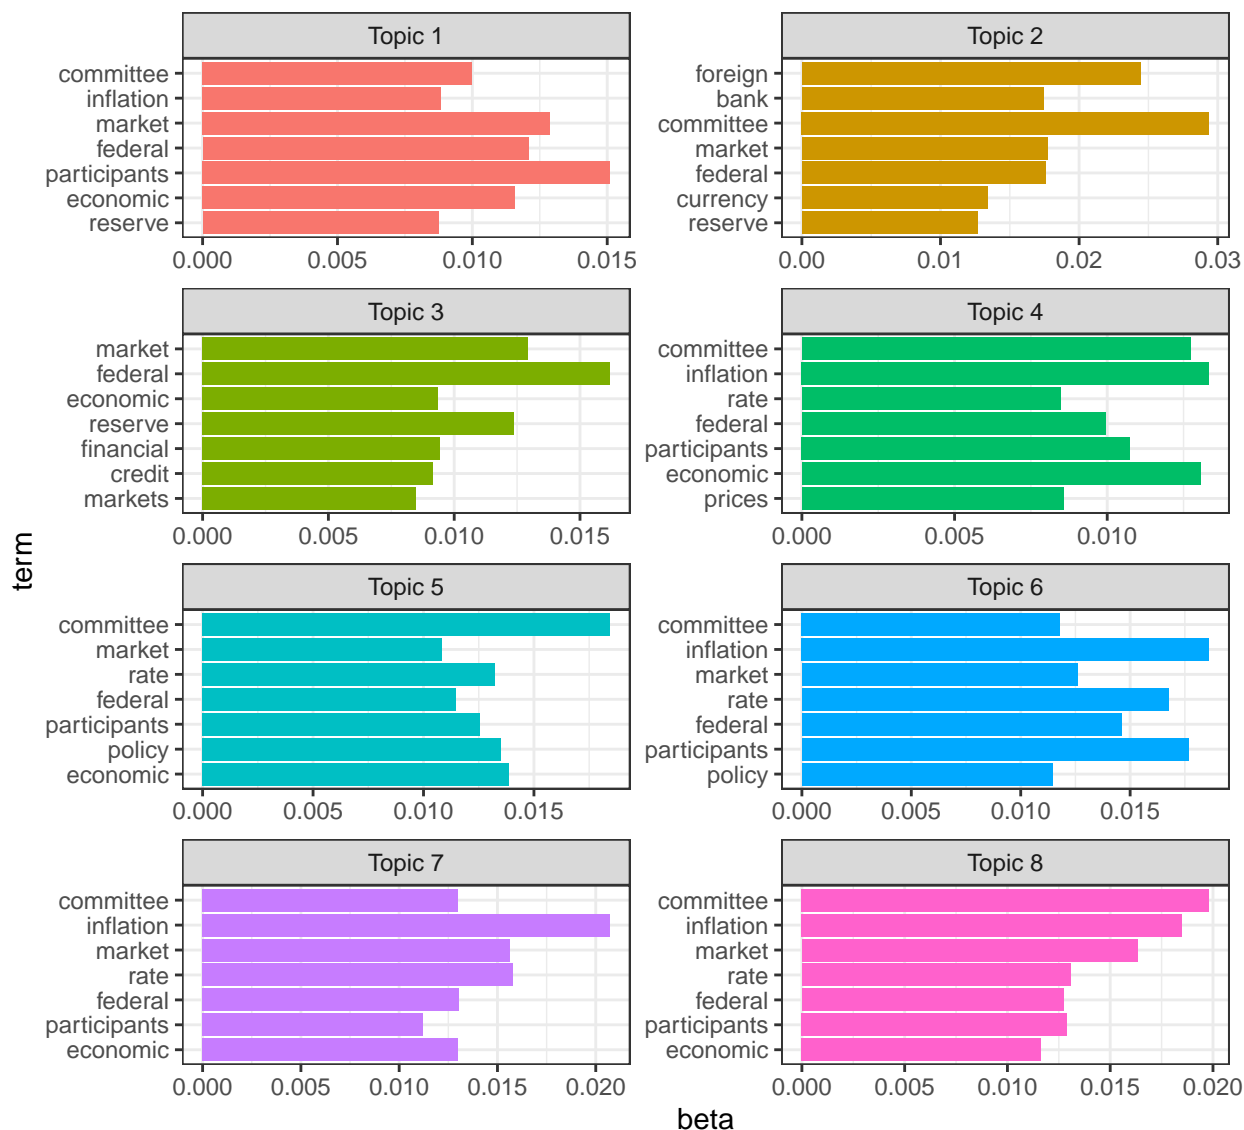 Topic 1
committee
inflation
market
federal
participants
economic
reserve
0.000 0.005 0.010 0.015
Topic 2
foreign
bank
committee
market
federal
currency
reserve
0.00 0.01 0.02 0.03
Topic 3
market
federal
economic
reserve
financial
credit
markets
0.000 0.005 0.010 0.015
Topic 4
committee
inflation
rate
federal
participants
economic
prices
0.000 0.005 0.010
term
Topic 5
committee
market
rate
federal
participants
policy
economic
0.000 0.005 0.010 0.015
Topic 6
committee
inflation
market
rate
federal
participants
policy
0.000 0.005 0.010 0.015
Topic 7
committee
inflation
market
rate
federal
participants
economic
0.000 0.005 0.010 0.015 0.020
Topic 8
committee
inflation
market
rate
federal
participants
economic
0.000 0.005 0.010 0.015 0.020
beta